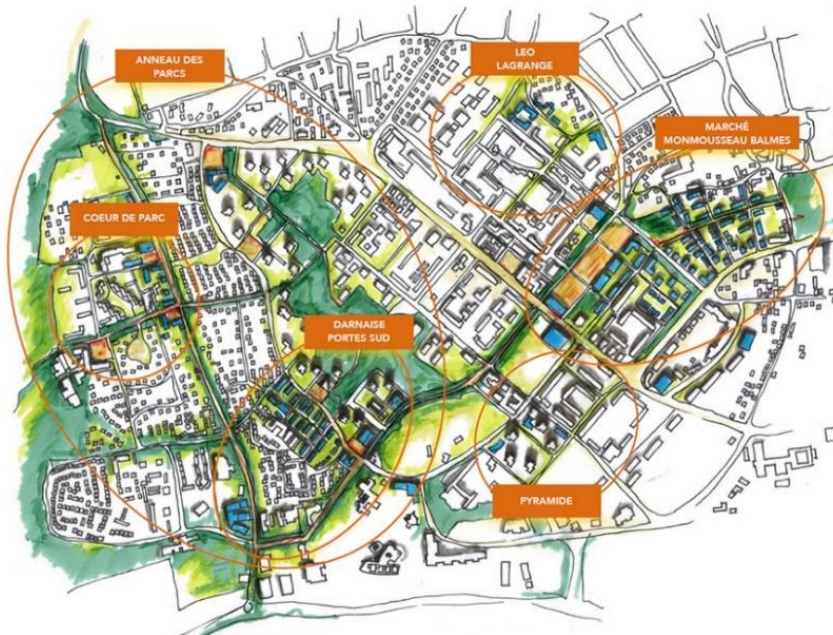 ANNEAU DES
PARCS
LEO
LAGRANGE
MARCHÉ
MONMOUSSEAU BALMES
COEUR DE PARC
DARNAISE
PORTES SUD
PYRAMIDE